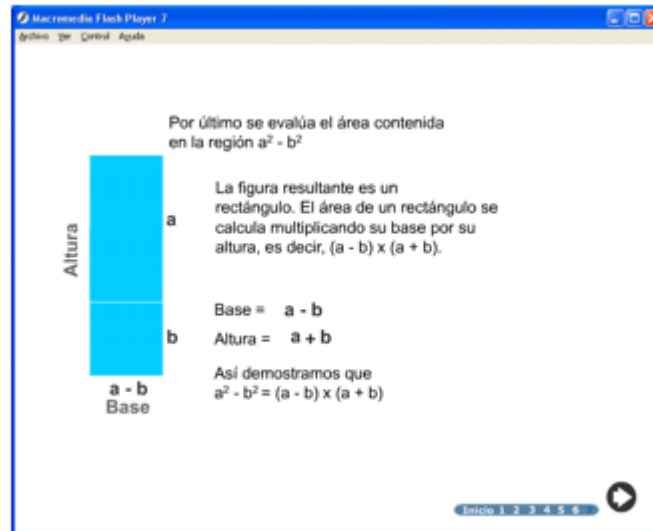 Macromedia Flash Player 7
Archivo Ver Control Ayuda
Por último se evalúa el área contenida
en la región a² - b²
La figura resultante es un
rectángulo. El área de un rectángulo se
calcula multiplicando su base por su
altura, es decir, (a - b) x (a + b).
Altura
a
b
Base = a - b
Altura = a + b
Así demostramos que
a² - b² = (a - b) x (a + b)
a - b
Base
Inicio 1 2 3 4 5 6